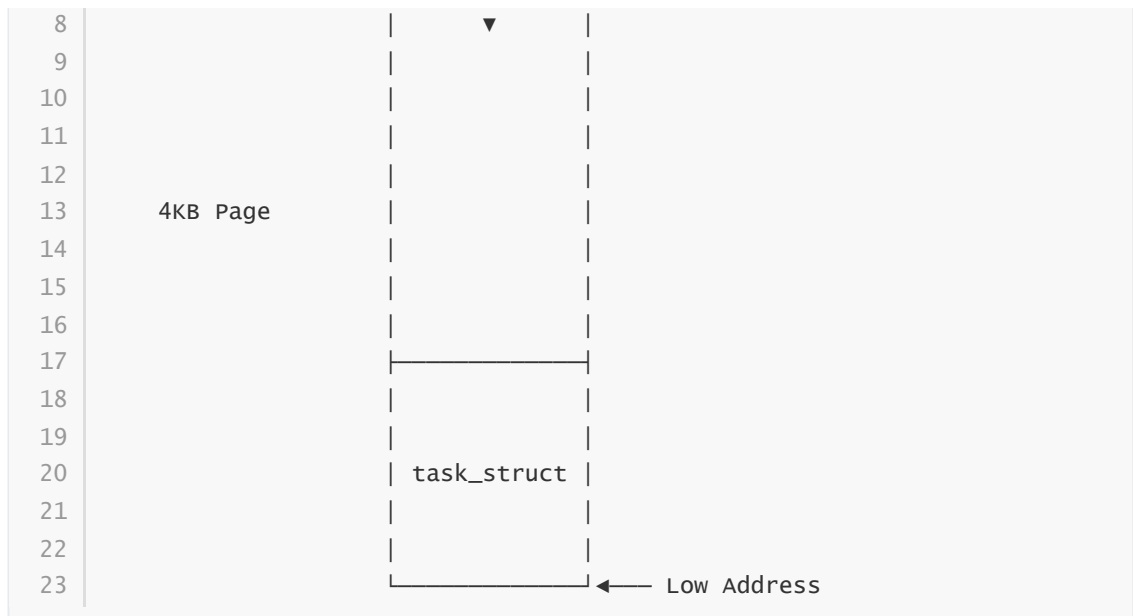 8 │ ▼ │
9 │ │
10 │ │
11 │ │
12 │ │
13 4KB Page │ │
14 │ │
15 │ │
16 │ │
17 ├──────────────┤
18 │ │
19 │ │
20 │ task_struct │
21 │ │
22 │ │
23 └──────────────┘◄─── Low Address